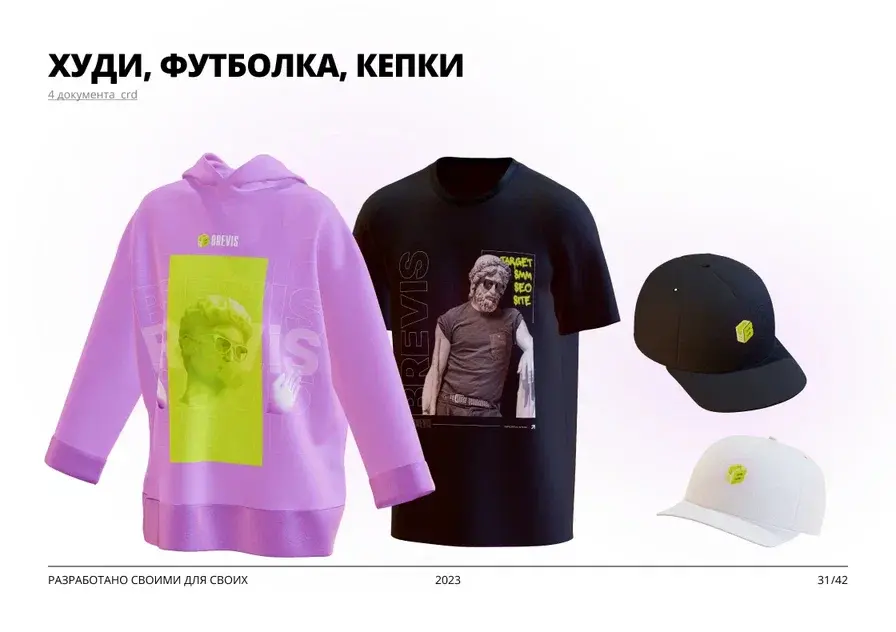 ХУДИ, ФУТБОЛКА, КЕПКИ
4 документа crd
BREVIS
BREVIS
BREVIS
TARGET
SMM
SEO
SITE
РАЗРАБОТАНО СВОИМИ ДЛЯ СВОИХ
2023
31/42